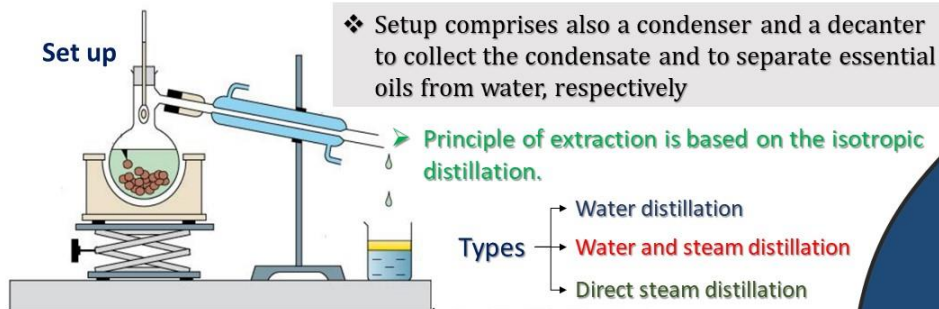 Set up
❖ Setup comprises also a condenser and a decanter
to collect the condensate and to separate essential
oils from water, respectively
➢ Principle of extraction is based on the isotropic
distillation.
Types
Water distillation
Water and steam distillation
Direct steam distillation